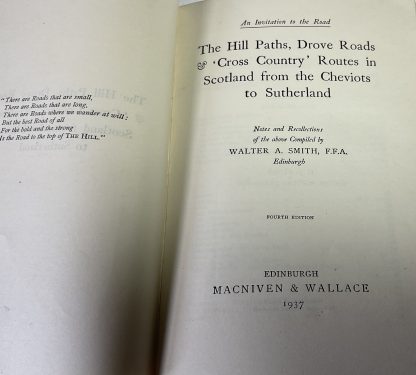 "There are Roads that are small,
There are Roads that are long,
There are Roads where we wander at will:
But the best Road of all
For the bold and the strong
Is the Road to the top of THE HILL."
An Invitation to the Road
The Hill Paths, Drove Roads
& 'Cross Country' Routes in
Scotland from the Cheviots
to Sutherland
Notes and Recollections
of the above Compiled by
WALTER A. SMITH, F.F.A.
Edinburgh
FOURTH EDITION
EDINBURGH
MACNIVEN & WALLACE
1937